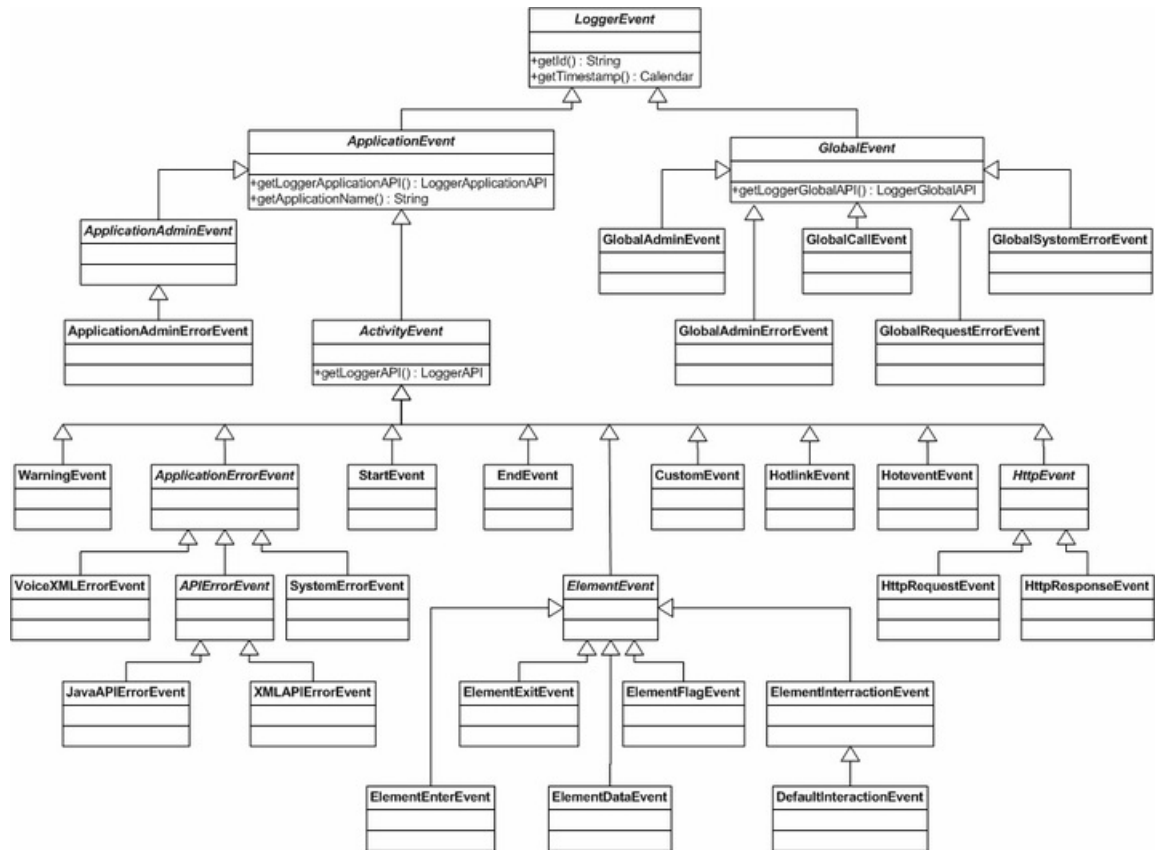 LoggerEvent
+getId() : String
+getTimestamp() : Calendar
ApplicationEvent
+getLoggerApplicationAPI() : LoggerApplicationAPI
+getApplicationName() : String
GlobalEvent
+getLoggerGlobalAPI() : LoggerGlobalAPI
ApplicationAdminEvent
GlobalAdminEvent
GlobalCallEvent
GlobalSystemErrorEvent
ApplicationAdminErrorEvent
ActivityEvent
+getLoggerAPI() : LoggerAPI
GlobalAdminErrorEvent
GlobalRequestErrorEvent
WarningEvent
ApplicationErrorEvent
StartEvent
EndEvent
CustomEvent
HotlinkEvent
HoteventEvent
HttpEvent
VoiceXMLErrorEvent
APIErrorEvent
SystemErrorEvent
ElementEvent
HttpRequestEvent
HttpResponseEvent
JavaAPIErrorEvent
XMLAPIErrorEvent
ElementExitEvent
ElementFlagEvent
ElementInterractionEvent
ElementEnterEvent
ElementDataEvent
DefaultInteractionEvent